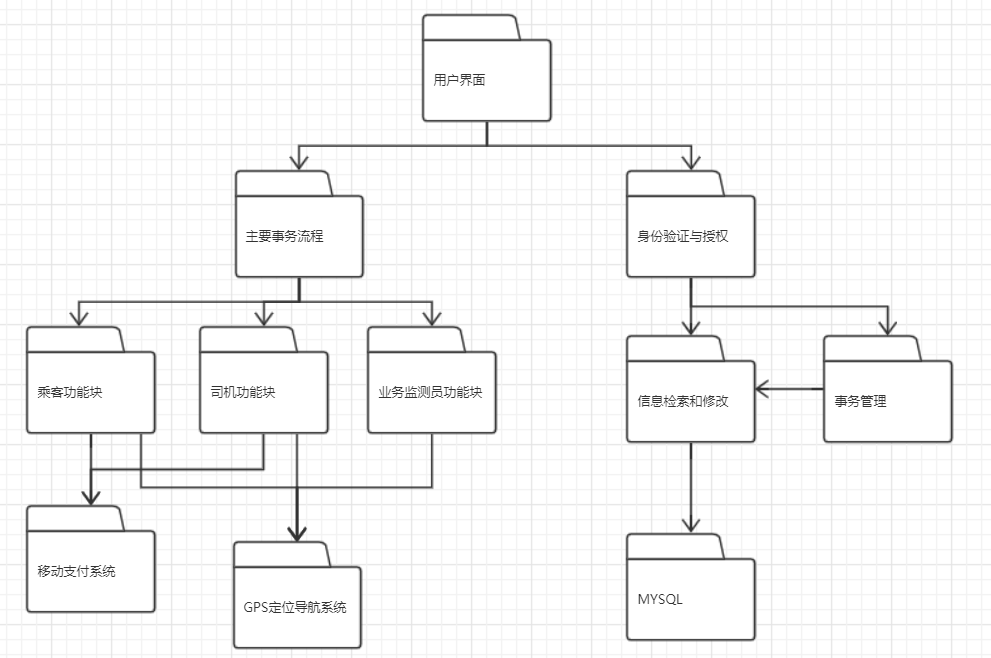 用户界面
主要事务流程
身份验证与授权
乘客功能块
司机功能块
业务监测员功能块
信息检索和修改
事务管理
移动支付系统
GPS定位导航系统
MYSQL